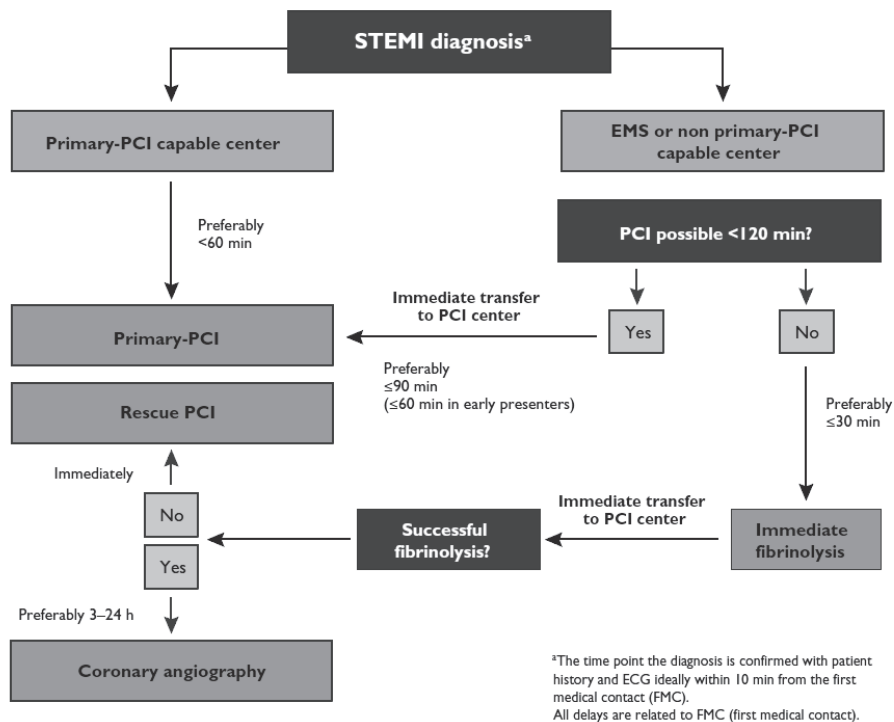 STEMI diagnosisᵃ
Primary-PCI capable center
EMS or non primary-PCI
capable center
Preferably
<60 min
PCI possible <120 min?
Immediate transfer
to PCI center
Yes
No
Primary-PCI
Preferably
≤90 min
(≤60 min in early presenters)
Preferably
≤30 min
Rescue PCI
Immediately
No
Yes
Successful
fibrinolysis?
Immediate transfer
to PCI center
Immediate
fibrinolysis
Preferably 3–24 h
Coronary angiography
ᵃThe time point the diagnosis is confirmed with patient
history and ECG ideally within 10 min from the first
medical contact (FMC).
All delays are related to FMC (first medical contact).